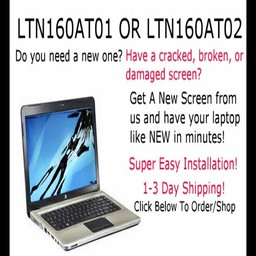 LTN160AT01 OR LTN160AT02
Do you need a new one? Have a cracked, broken, or
damaged screen?
Get A New Screen from
us and have your laptop
like NEW in minutes!
Super Easy Installation!
1-3 Day Shipping!
Click Below To Order/Shop